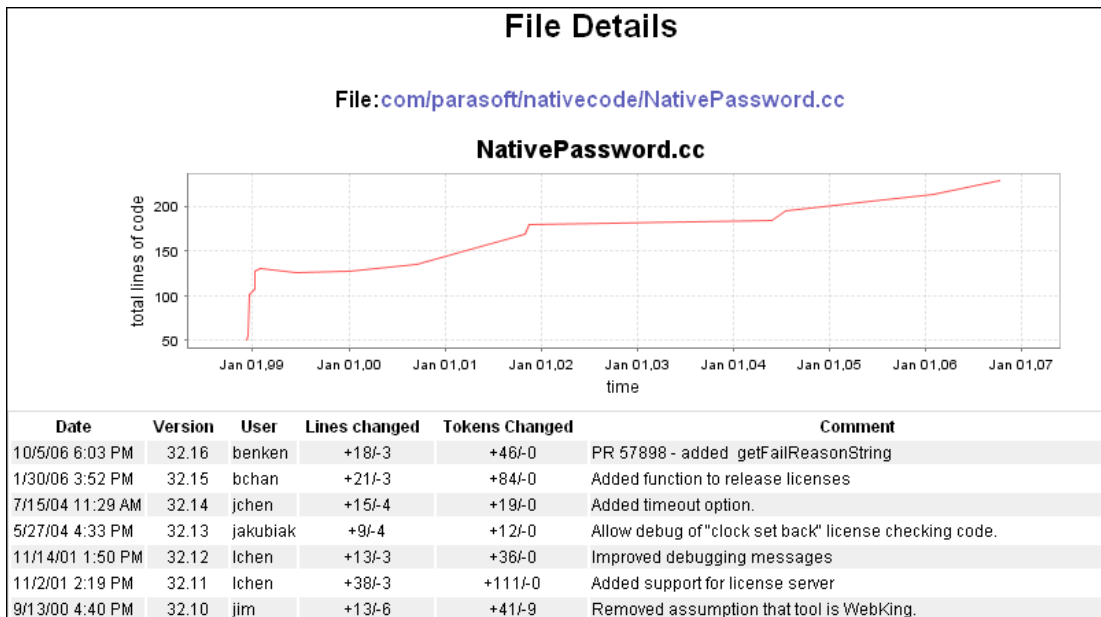 File Details
File:com/parasoft/nativecode/NativePassword.cc
NativePassword.cc
total lines of code
200
150
100
50
Jan 01,99 Jan 01,00 Jan 01,01 Jan 01,02 Jan 01,03 Jan 01,04 Jan 01,05 Jan 01,06 Jan 01,07
time
Date Version User Lines changed Tokens Changed Comment
10/5/06 6:03 PM 32.16 benken +18/-3 +46/-0 PR 57898 - added getFailReasonString
1/30/06 3:52 PM 32.15 bchan +21/-3 +84/-0 Added function to release licenses
7/15/04 11:29 AM 32.14 jchen +15/-4 +19/-0 Added timeout option.
5/27/04 4:33 PM 32.13 jakubiak +9/-4 +12/-0 Allow debug of "clock set back" license checking code.
11/14/01 1:50 PM 32.12 lchen +13/-3 +36/-0 Improved debugging messages
11/2/01 2:19 PM 32.11 lchen +38/-3 +111/-0 Added support for license server
9/13/00 4:40 PM 32.10 jim +13/-6 +41/-9 Removed assumption that tool is WebKing.